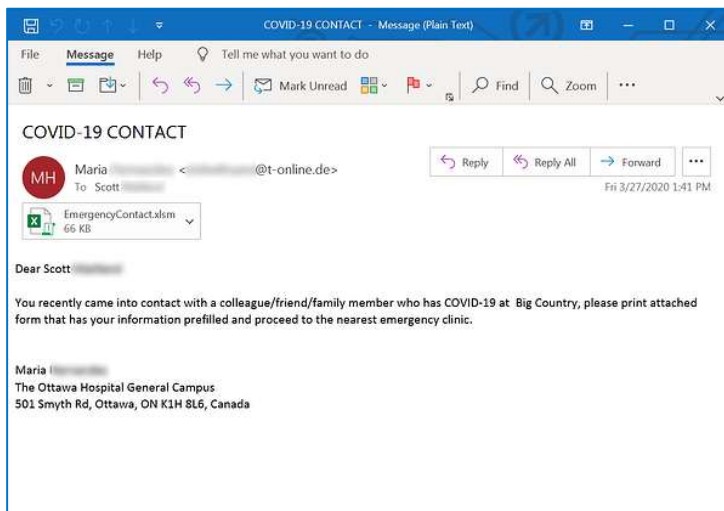 COVID-19 CONTACT - Message (Plain Text)
File Message Help Tell me what you want to do
Mark Unread Find Zoom
COVID-19 CONTACT
MH
Maria < @t-online.de>
To Scott
Reply Reply All Forward
Fri 3/27/2020 1:41 PM
EmergencyContact.xlsm
66 KB
Dear Scott
You recently came into contact with a colleague/friend/family member who has COVID-19 at Big Country, please print attached
form that has your information prefilled and proceed to the nearest emergency clinic.
Maria
The Ottawa Hospital General Campus
501 Smyth Rd, Ottawa, ON K1H 8L6, Canada